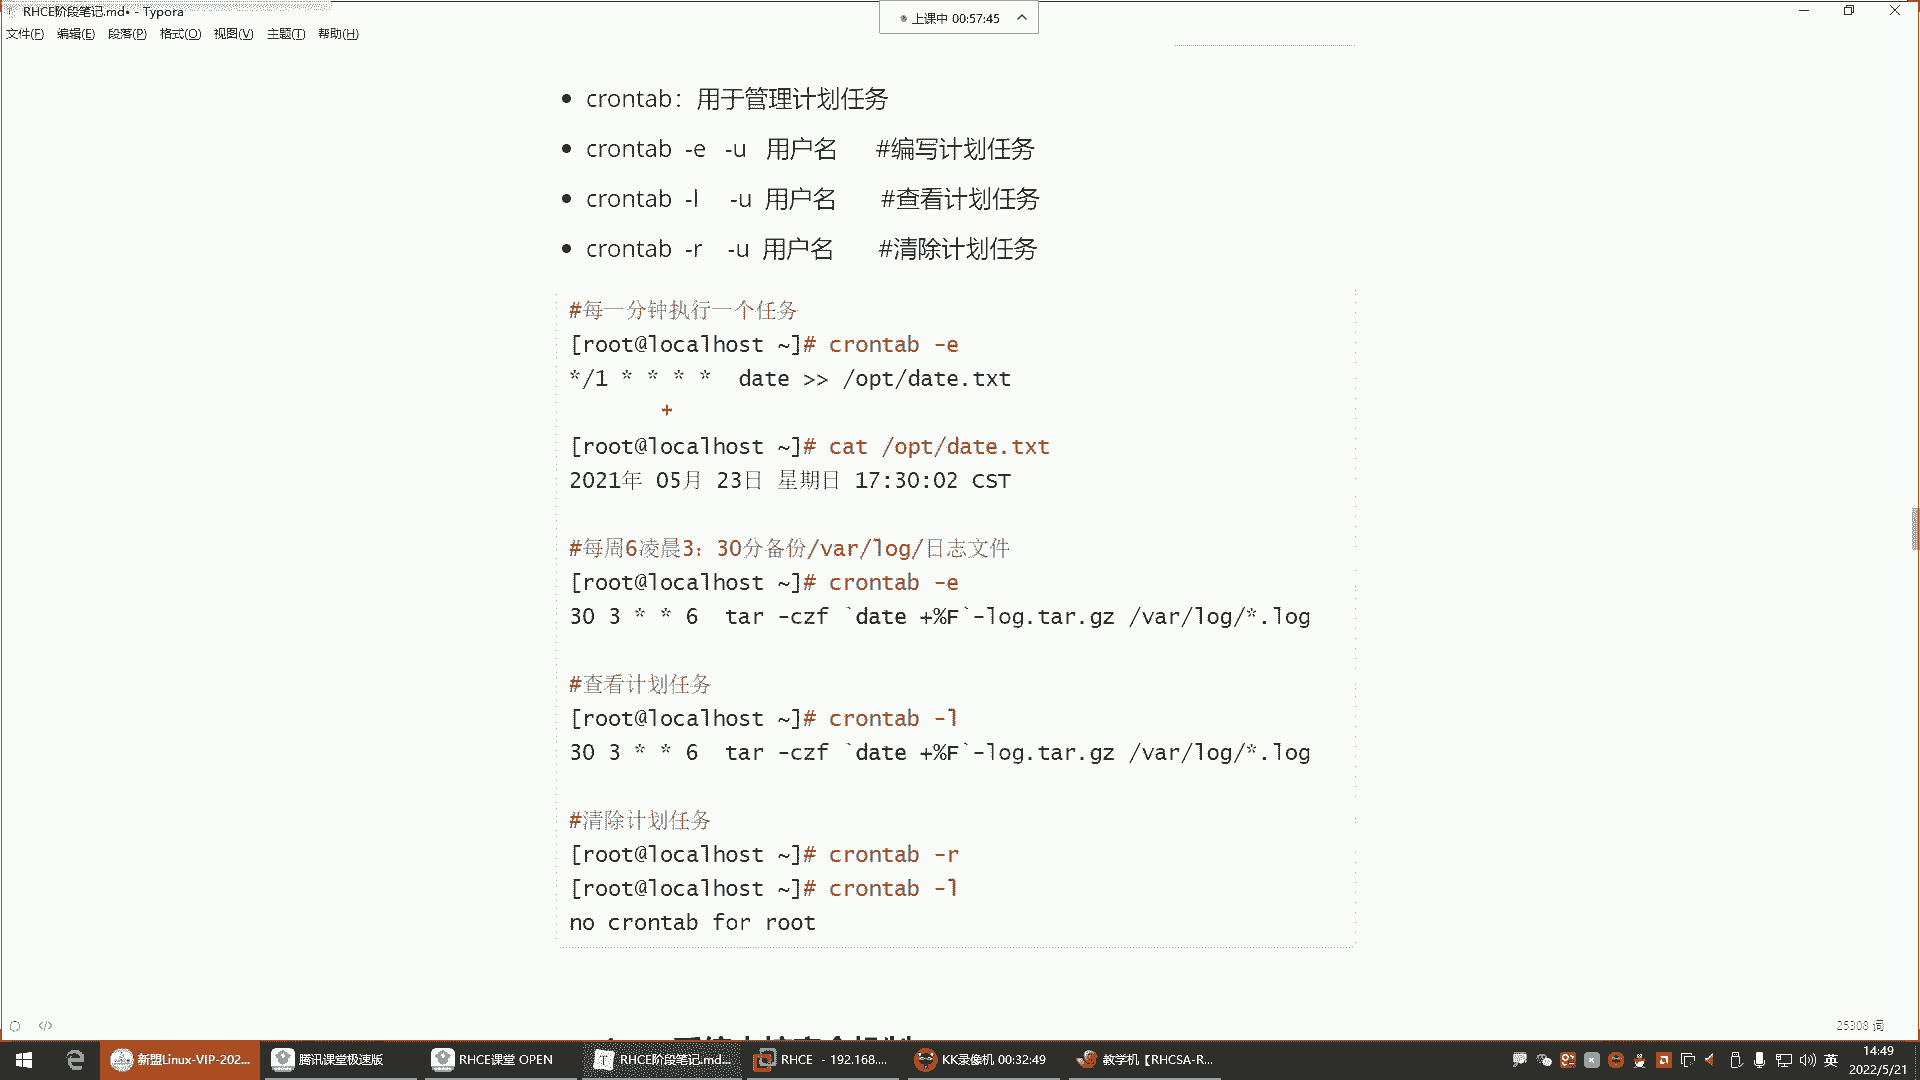 RHCE阶段笔记.md• - Typora
上课中 00:57:45
文件(F) 编辑(E) 段落(P) 格式(O) 视图(V) 主题(T) 帮助(H)
• crontab：用于管理计划任务
• crontab -e -u 用户名 #编写计划任务
• crontab -l -u 用户名 #查看计划任务
• crontab -r -u 用户名 #清除计划任务
#每一分钟执行一个任务
[root@localhost ~]# crontab -e
*/1 * * * * date >> /opt/date.txt
[root@localhost ~]# cat /opt/date.txt
2021年 05月 23日 星期日 17:30:02 CST
#每周6凌晨3：30分备份/var/log/日志文件
[root@localhost ~]# crontab -e
30 3 * * 6 tar -czf `date +%F`-log.tar.gz /var/log/*.log
#查看计划任务
[root@localhost ~]# crontab -l
30 3 * * 6 tar -czf `date +%F`-log.tar.gz /var/log/*.log
#清除计划任务
[root@localhost ~]# crontab -r
[root@localhost ~]# crontab -l
no crontab for root
25308 词
新盟Linux-VIP-202... 腾讯课堂极速版 RHCE课堂 OPEN RHCE阶段笔记.md... RHCE - 192.168.... KK录像机 00:32:49 教学机【RHCSA-R... 英 14:49
2022/5/21